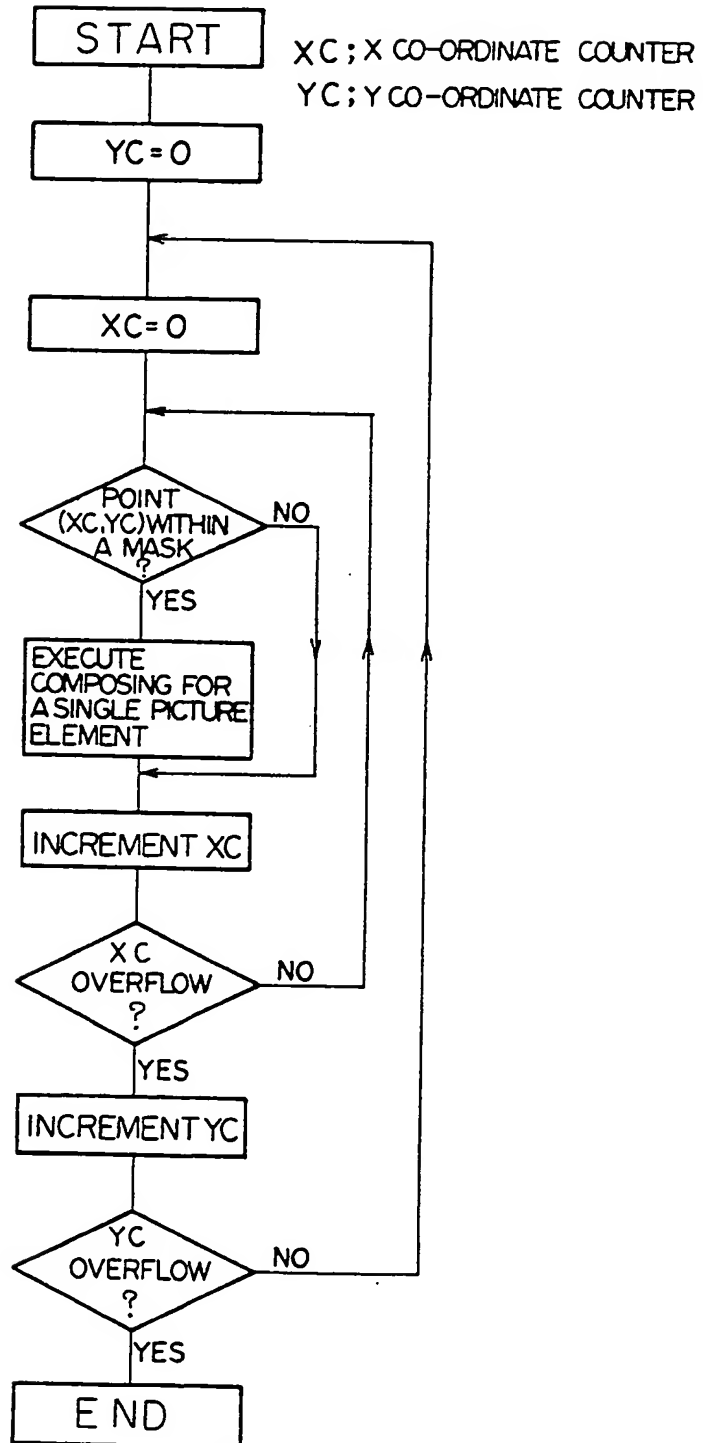 START
XC; X CO-ORDINATE COUNTER
YC; Y CO-ORDINATE COUNTER
YC=0
XC=0
POINT
(XC,YC) WITHIN
A MASK
?
NO
YES
EXECUTE
COMPOSING FOR
A SINGLE PICTURE
ELEMENT
INCREMENT XC
XC
OVERFLOW
?
NO
YES
INCREMENT YC
YC
OVERFLOW
?
NO
YES
END